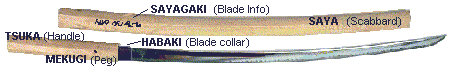 SAYAGAKI (Blade Info)
SAYA (Scabbard)
TSUKA (Handle)
HABAKI (Blade collar)
MEKUGI (Peg)